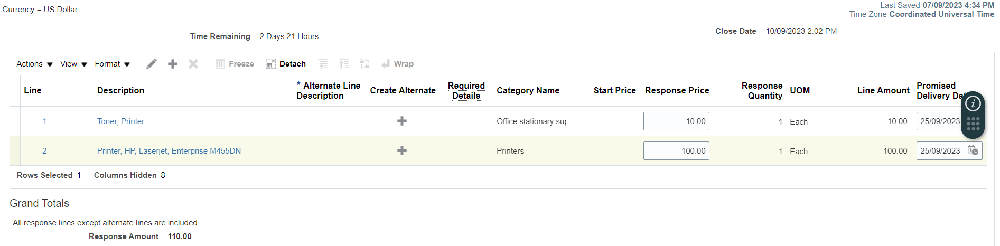 Currency = US Dollar
Last Saved 07/09/2023 4:34 PM
Time Zone Coordinated Universal Time
Time Remaining 2 Days 21 Hours
Close Date 10/09/2023 2:02 PM
Actions View Format Freeze Detach Wrap
Line Description * Alternate Line Description Create Alternate Required Details Category Name Start Price Response Price Response Quantity UOM Line Amount Promised Delivery
1 Toner, Printer Office stationary 10.00 1 Each 10.00 25/09/2023
2 Printer, HP, Laserjet, Enterprise M455DN Printers 100.00 1 Each 100.00 25/09/2023
Rows Selected 1 Columns Hidden 8
Grand Totals
All response lines except alternate lines are included.
Response Amount 110.00